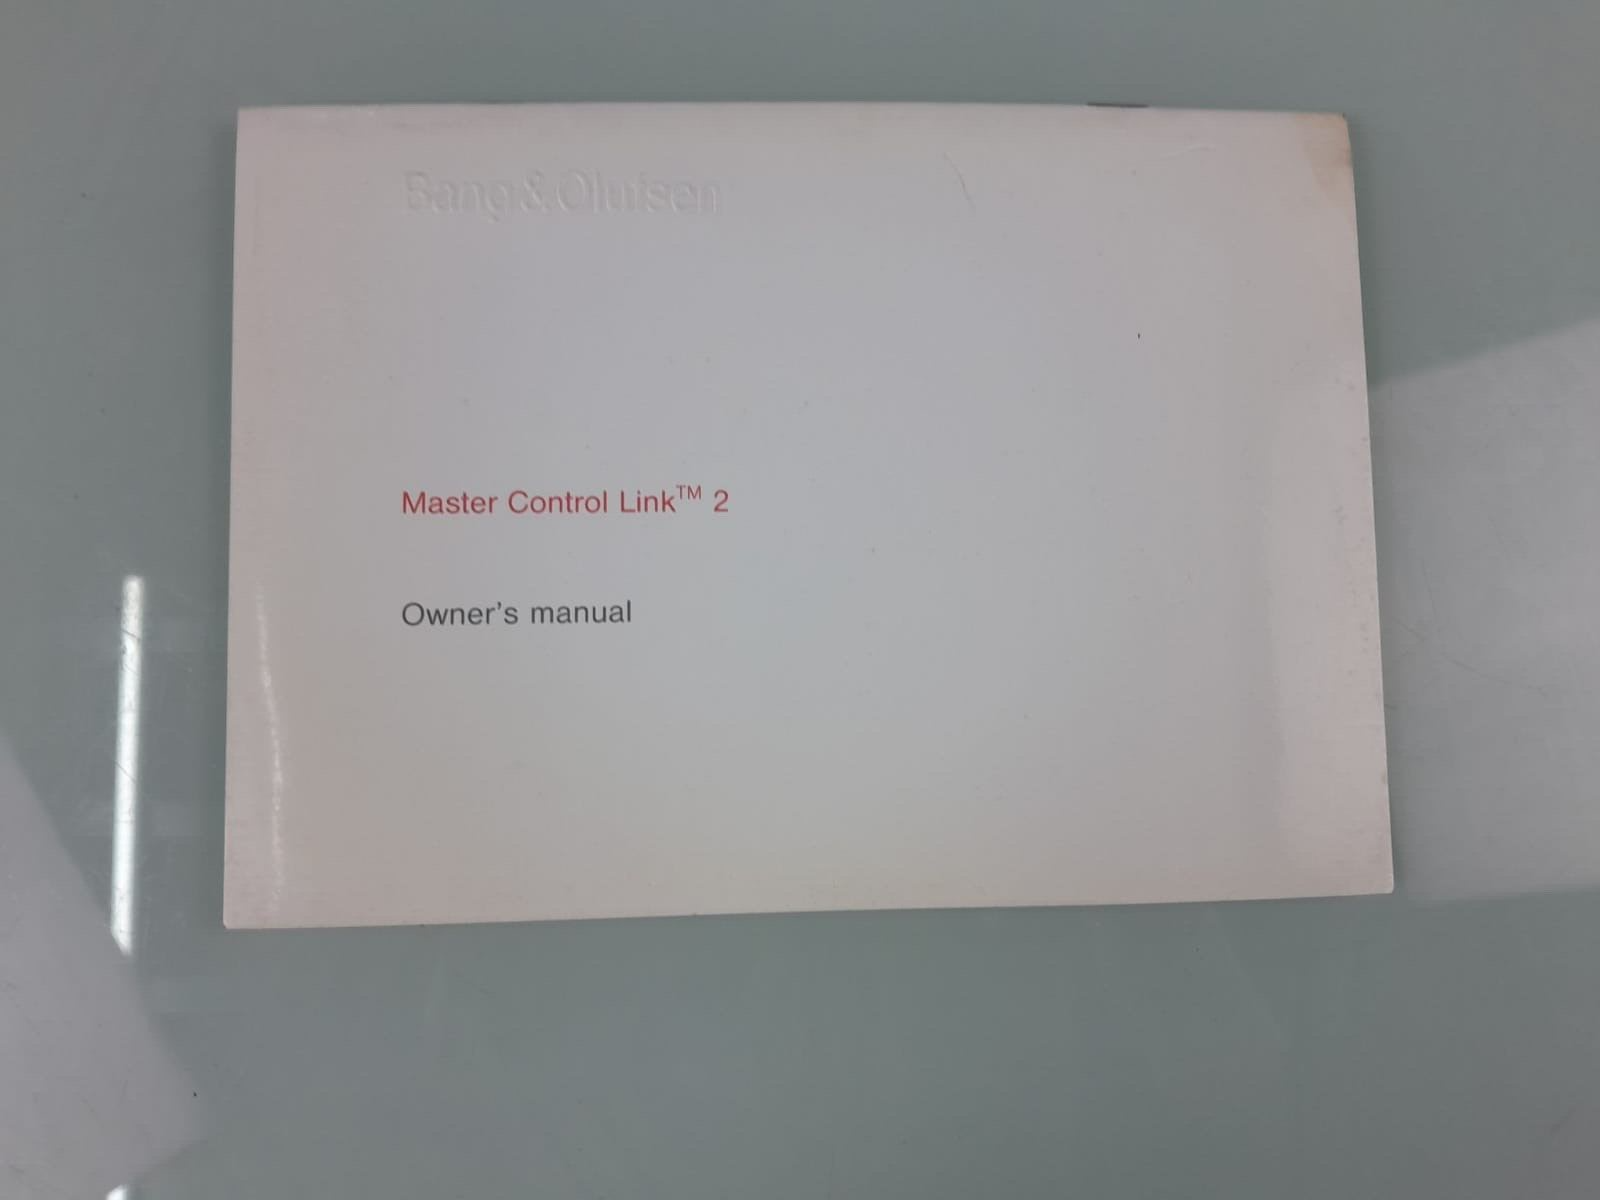 Bang & Olufsen
Master Control Link™ 2
Owner's manual